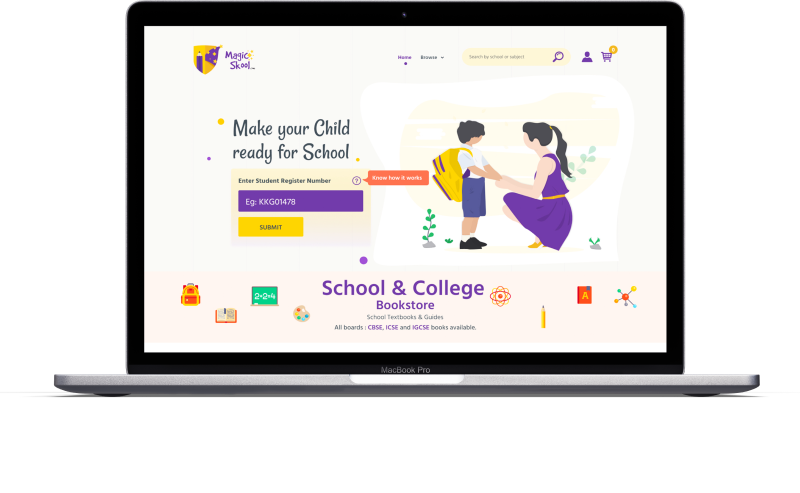 Magic
Skool
Home
Browse
Search by school or subject
0
Make your Child
ready for School
Enter Student Register Number
?
Know how it works
Eg: KKG01478
SUBMIT
School & College
Bookstore
School Textbooks & Guides
All boards : CBSE, ICSE and IGCSE books available.
2+2=4
A
MacBook Pro